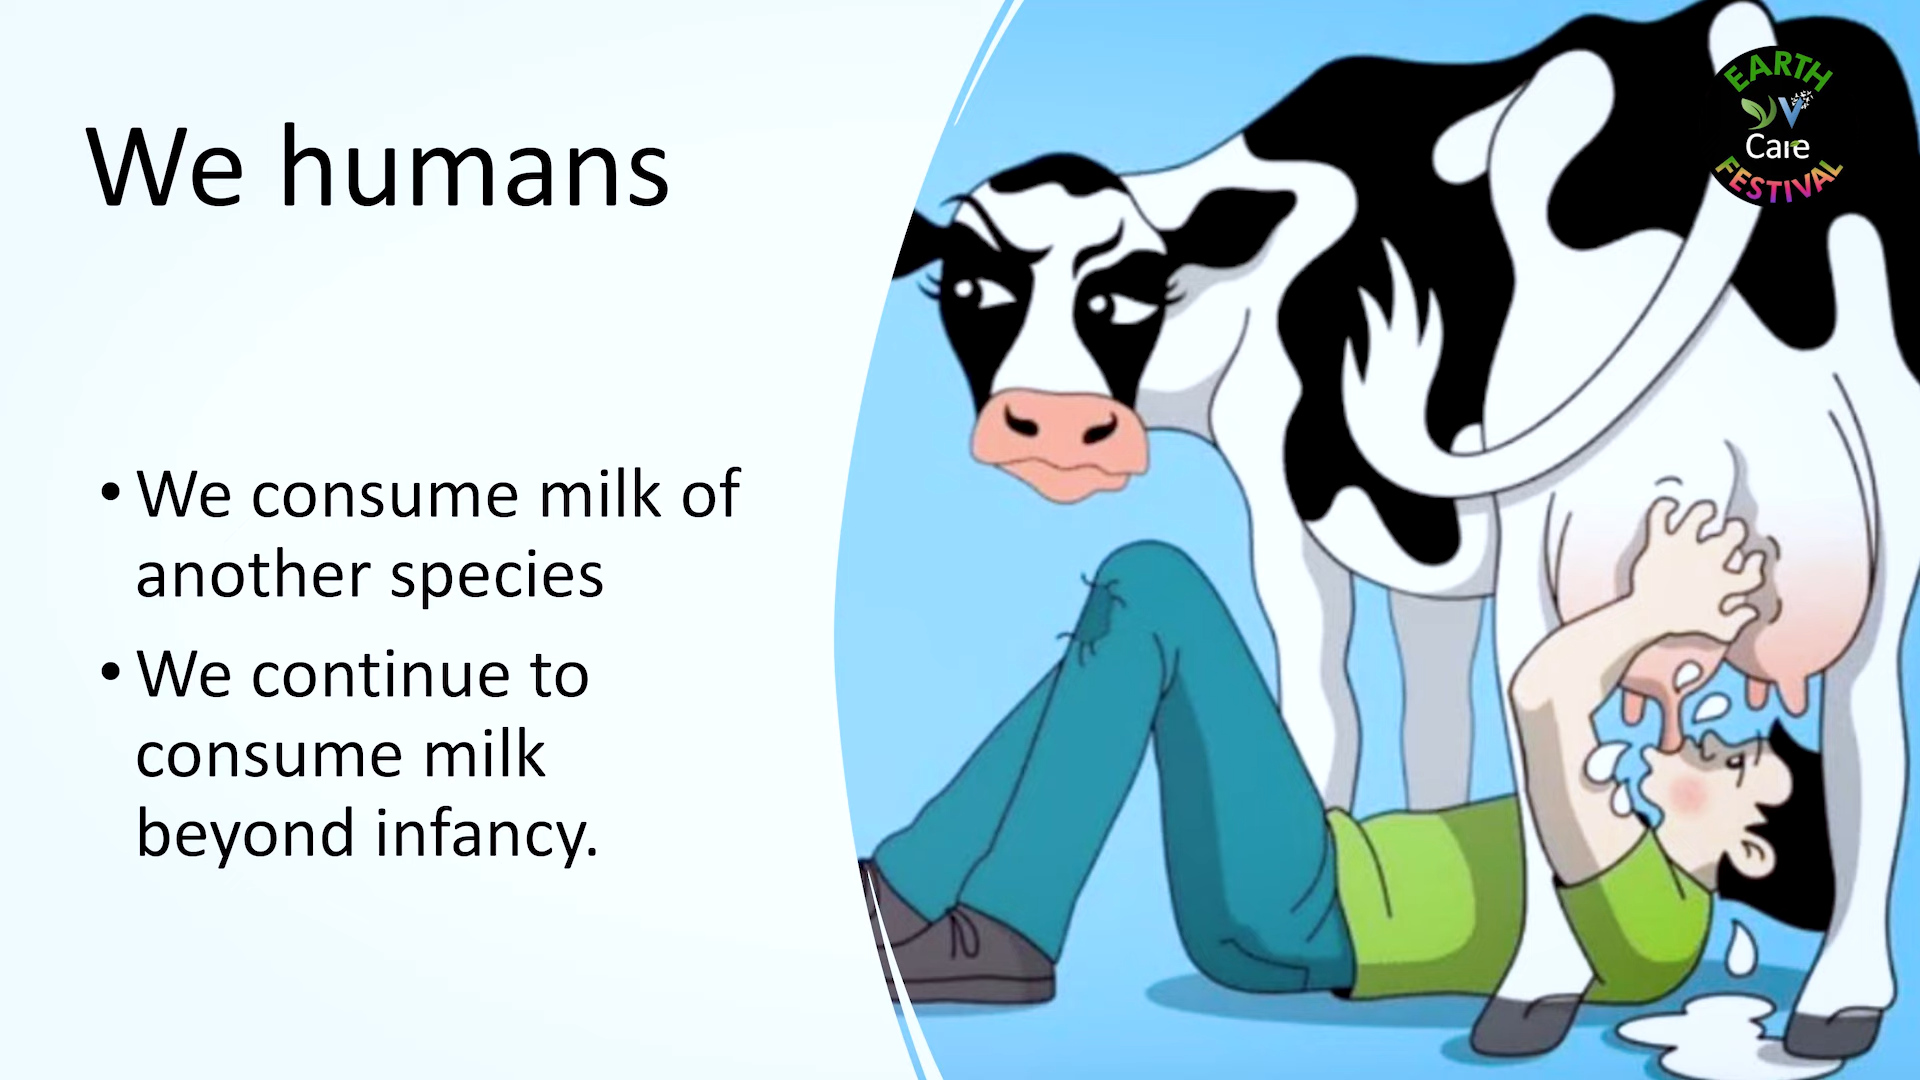 We humans
• We consume milk of
another species
• We continue to
consume milk
beyond infancy.
EARTH
V
Care
FESTIVAL